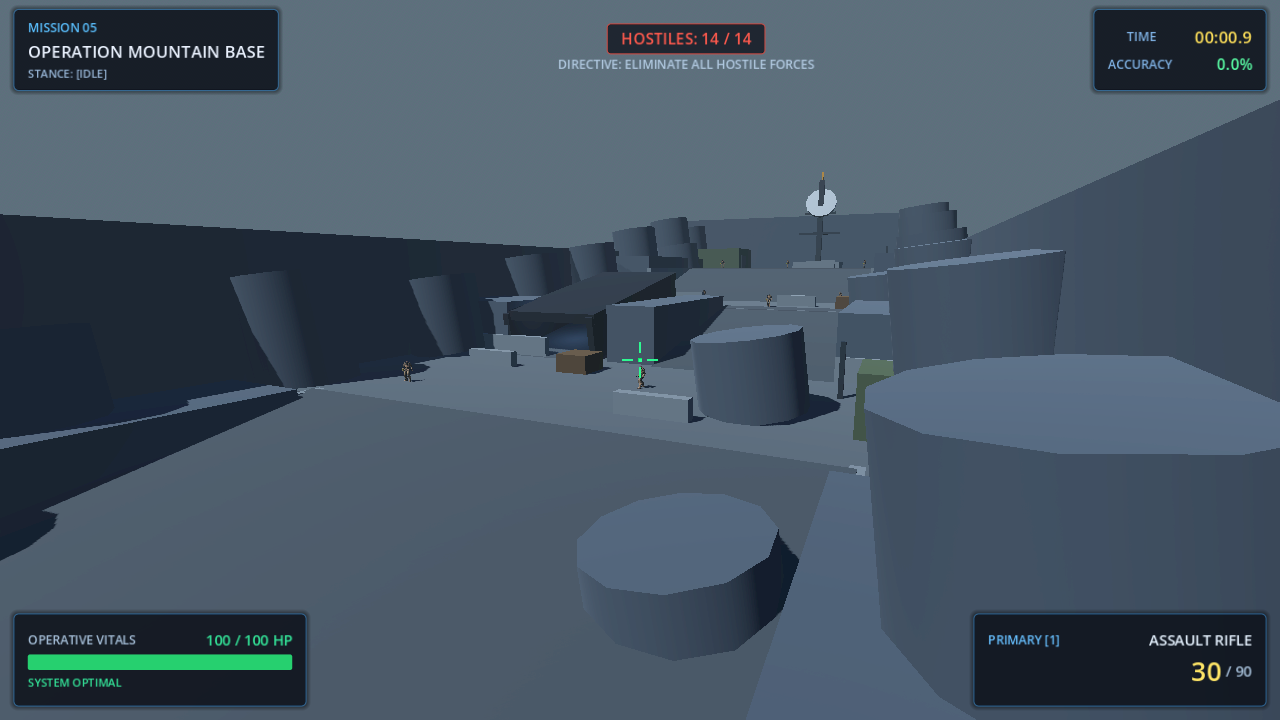 MISSION 05
OPERATION MOUNTAIN BASE
STANCE: [IDLE]
HOSTILES: 14 / 14
DIRECTIVE: ELIMINATE ALL HOSTILE FORCES
TIME 00:00.9
ACCURACY 0.0%
OPERATIVE VITALS 100 / 100 HP
SYSTEM OPTIMAL
PRIMARY [1] ASSAULT RIFLE
30 / 90